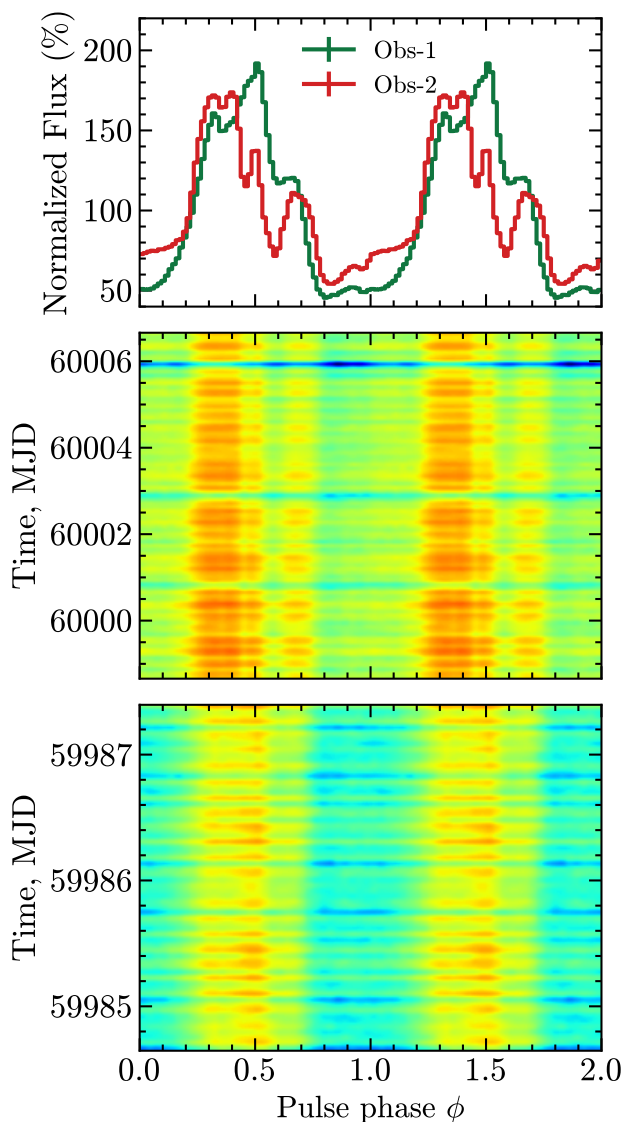 Normalized Flux (%)
200
150
100
50
Obs-1
Obs-2
Time, MJD
60006
60004
60002
60000
Time, MJD
59987
59986
59985
0.0 0.5 1.0 1.5 2.0
Pulse phase ϕ